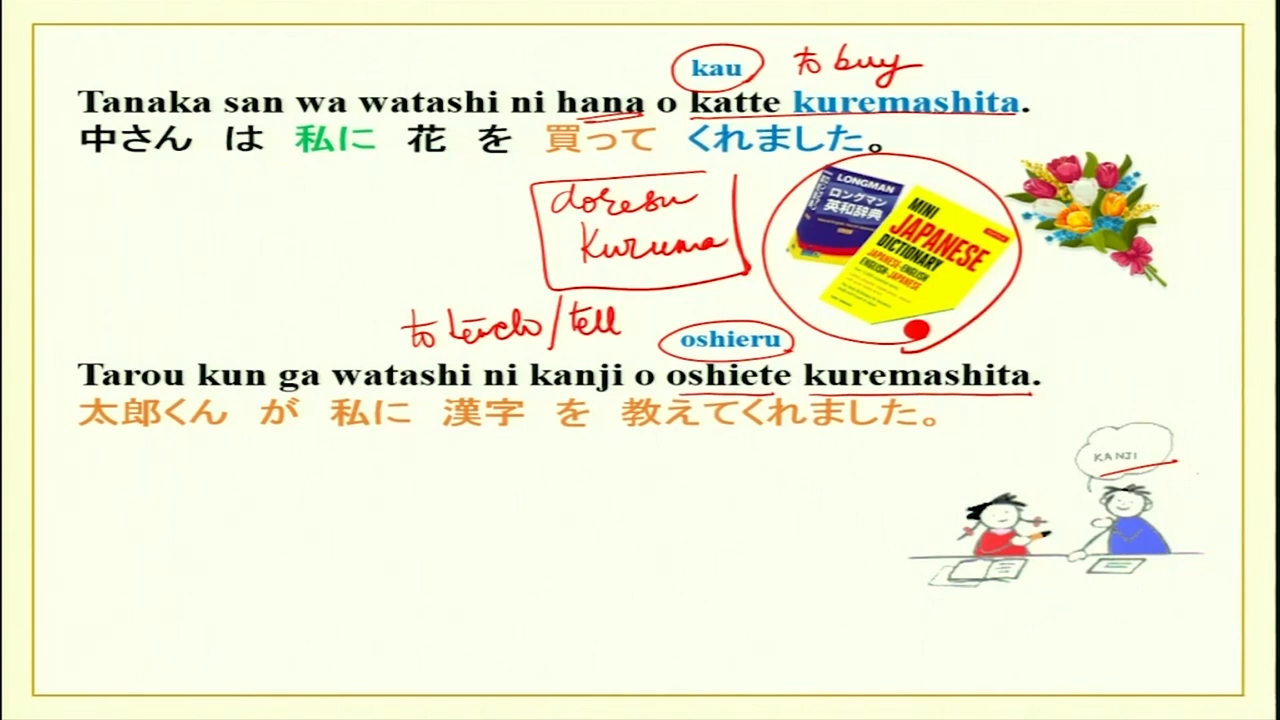 kau to buy
Tanaka san wa watashi ni hana o katte kuremashita.
中さん は 私に 花 を 買って くれました。
doresu
kuruma
LONGMAN
ロングマン
英和辞典
MINI
JAPANESE
DICTIONARY
JAPANESE-ENGLISH
ENGLISH-JAPANESE
to teach/tell
oshieru
Tarou kun ga watashi ni kanji o oshiete kuremashita.
太郎くん が 私に 漢字 を 教えてくれました。
KANJI